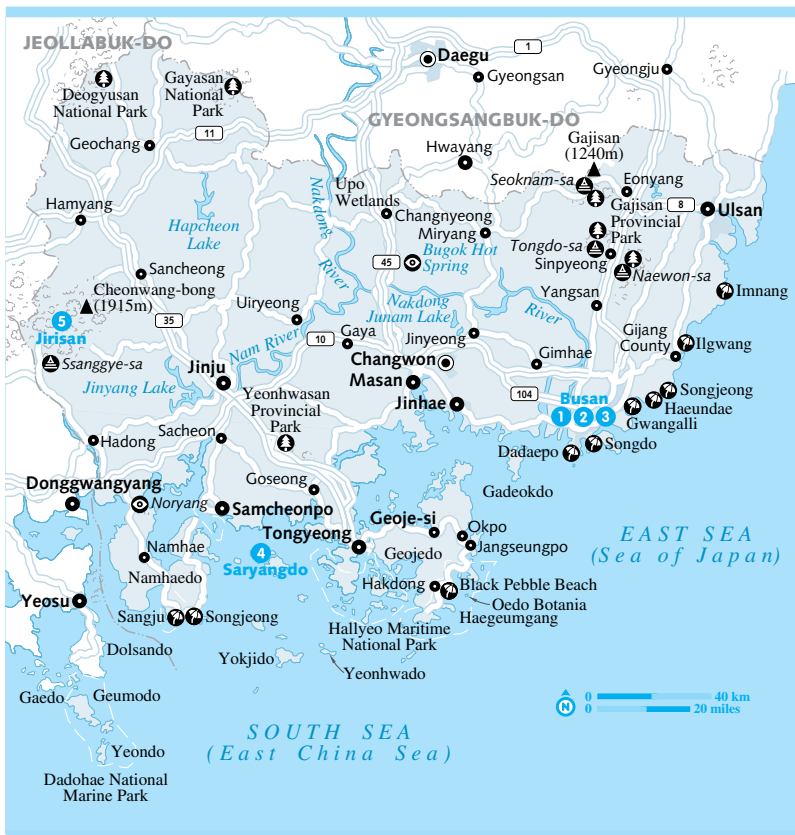 JEOLLABUK-DO
Daegu
1
Gyeongsan
Gyeongju
Deogyusan
National Park
Gayasan
National
Park
11
GYEONGSANGBUK-DO
Geochang
Hwayang
Gajisan
(1240m)
Seoknam-sa
Eonyang
Upo
Wetlands
Nakdong
River
Hamyang
Hapcheon
Lake
Changnyeong
Miryang
Gajisan
Provincial
Park
8
Ulsan
45
Bugok Hot
Spring
Tongdo-sa
Sinpyeong
Naewon-sa
Sancheong
Cheonwang-bong
(1915m)
Imnang
Uiryeong
Nakdong
River
Junam Lake
Yangsan
5
Jirisan
35
Nam River
10
Gaya
Jinyeong
Gijang
County
Ilgwang
Ssanggye-sa
Jinju
Changwon
Gimhae
Jinyang Lake
Masan
Yeonhwasan
Provincial
Park
Jinhae
104
Busan
1
2
3
Songjeong
Haeundae
Gwangalli
Hadong
Sacheon
Dadaepo
Songdo
Goseong
Gadeokdo
Donggwangyang
Noryang
Samcheonpo
Tongyeong
Geoje-si
Okpo
Jangseungpo
EAST SEA
(Sea of Japan)
4
Saryangdo
Geojedo
Namhae
Namhaedo
Hakdong
Black Pebble Beach
Oedo Botania
Haegeumgang
Yeosu
Sangju
Songjeong
Hallyeo Maritime
National Park
Dolsando
Yokjido
Yeonhwado
Gaedo
Geumodo
N
0
40 km
0
20 miles
SOUTH SEA
(East China Sea)
Yeondo
Dadohae National
Marine Park